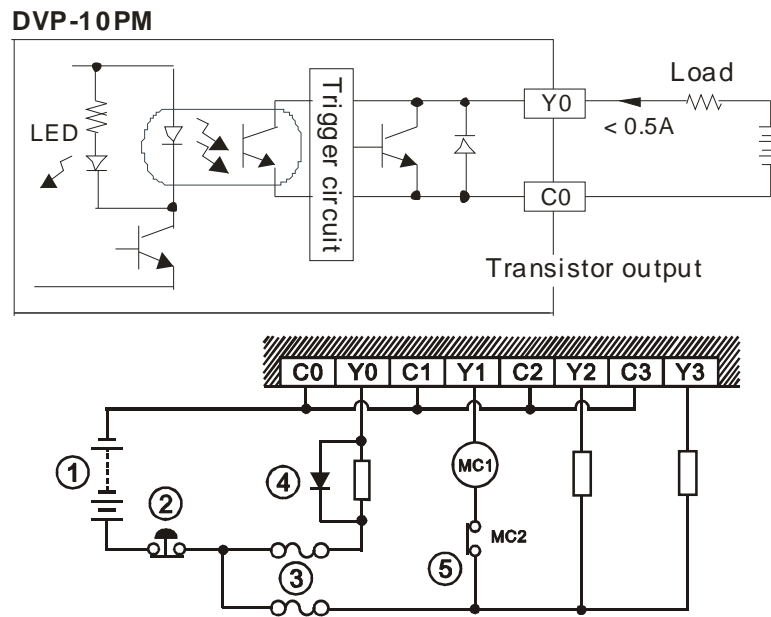 DVP-10PM
LED
Trigger circuit
Y0
Load
< 0.5A
C0
Transistor output
C0 Y0 C1 Y1 C2 Y2 C3 Y3
①
②
④
MC1
③
⑤
MC2